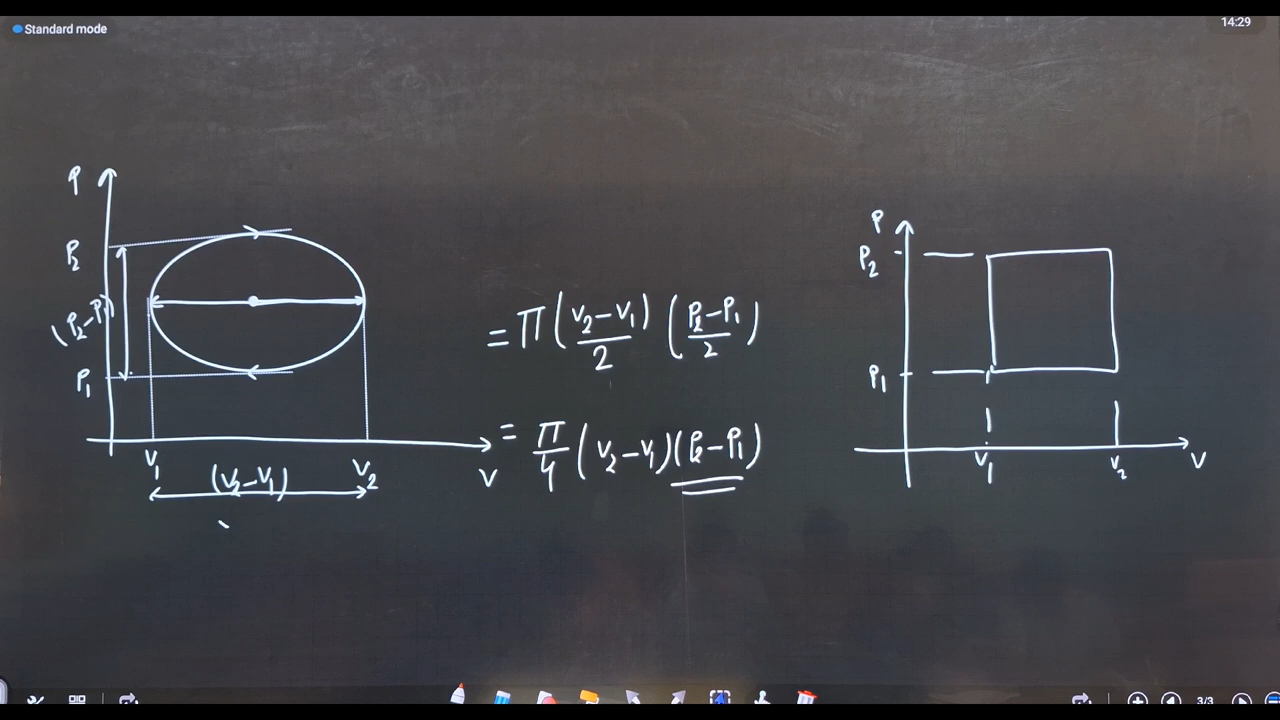 Standard mode
14:29
P
P₂
(P₂-P₁)
P₁
V₁
V₂
V
(V₂-V₁)
= π (V₂-V₁)/2 (P₂-P₁)/2
= π/4 (V₂-V₁)(P₂-P₁)
P
P₂
P₁
V₁
V₂
V
3/3